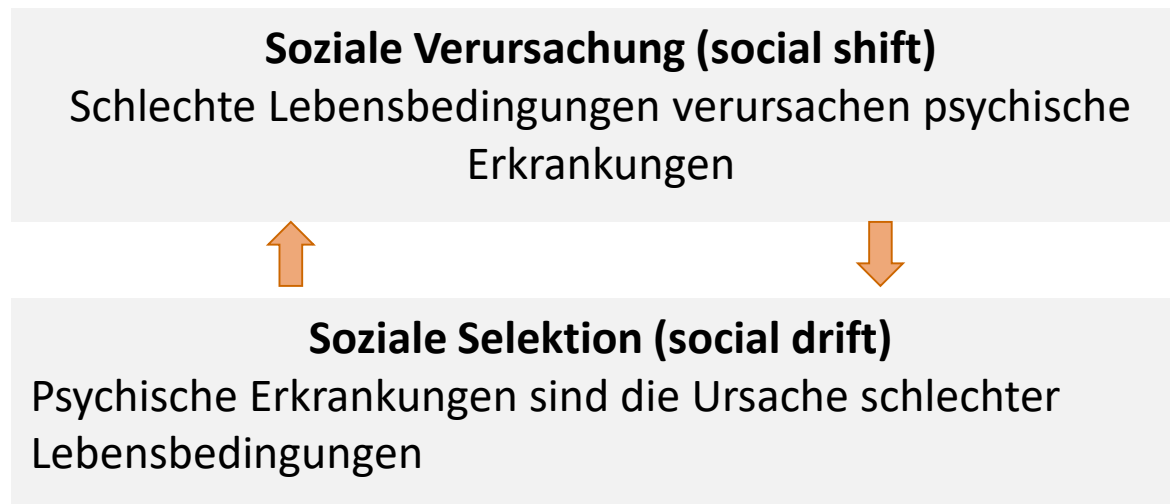 Soziale Verursachung (social shift)
Schlechte Lebensbedingungen verursachen psychische
Erkrankungen
Soziale Selektion (social drift)
Psychische Erkrankungen sind die Ursache schlechter
Lebensbedingungen